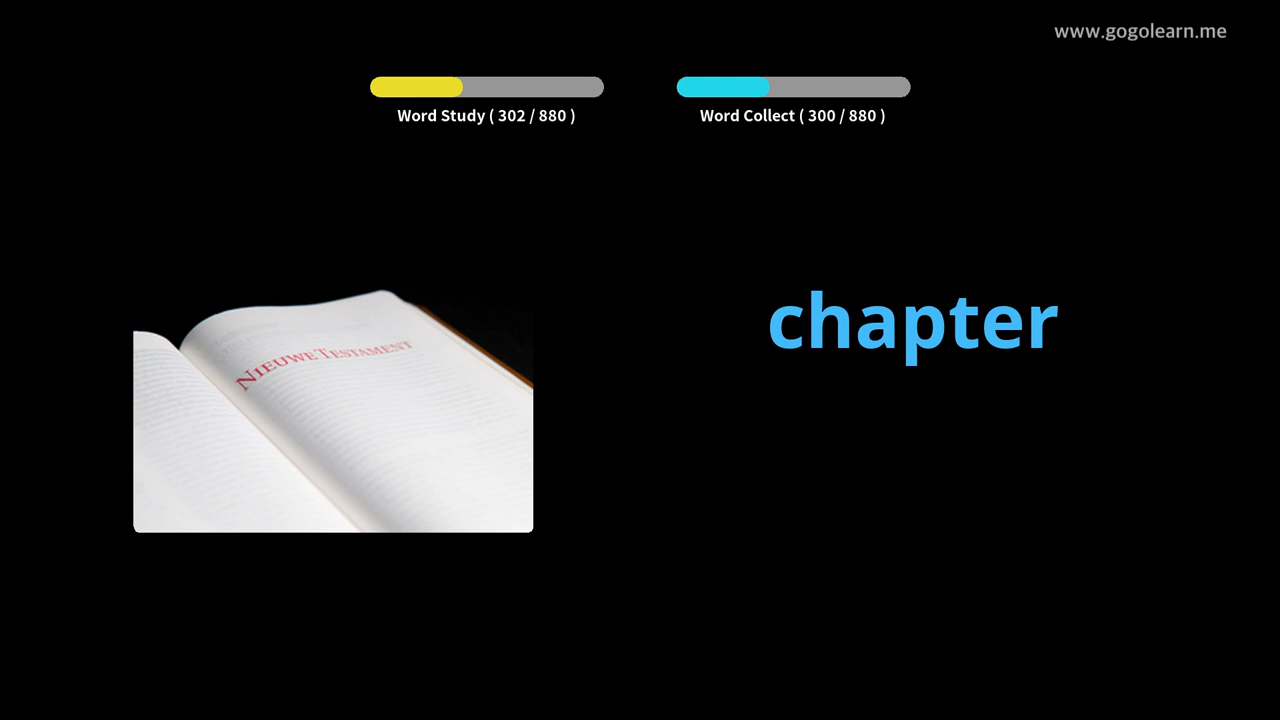 www.gogolearn.me
Word Study ( 302 / 880 )
Word Collect ( 300 / 880 )
chapter
NIEUWE TESTAMENT